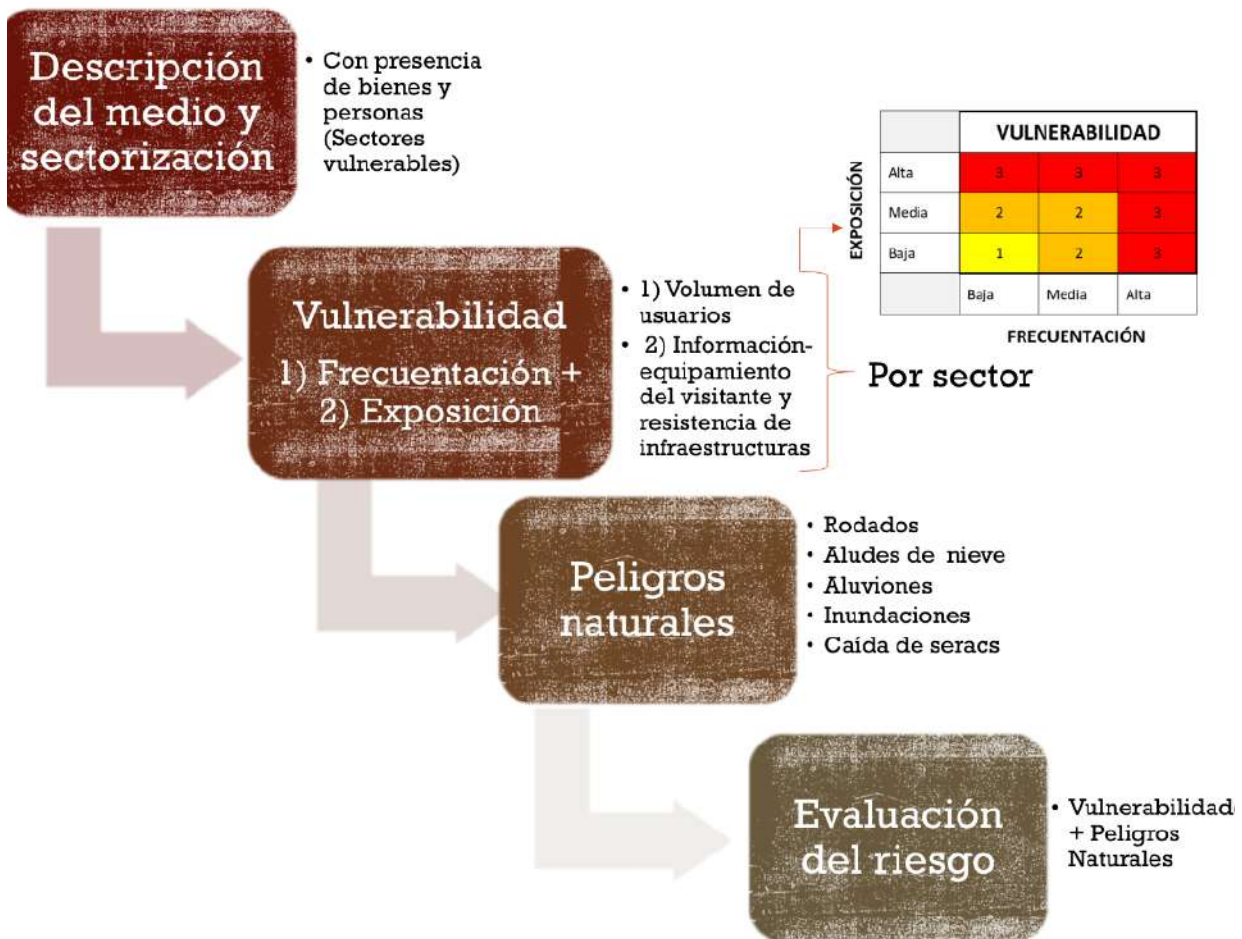 Descripción
del medio y
sectorización
• Con presencia
de bienes y
personas
(Sectores
vulnerables)
Vulnerabilidad
1) Frecuentación +
2) Exposición
• 1) Volumen de
usuarios
• 2) Información-
equipamiento
del visitante y
resistencia de
infraestructuras
VULNERABILIDAD
EXPOSICIÓN
Alta 3 3 3
Media 2 2 3
Baja 1 2 3
Baja Media Alta
FRECUENTACIÓN
Por sector
Peligros
naturales
• Rodados
• Aludes de nieve
• Aluviones
• Inundaciones
• Caída de seracs
Evaluación
del riesgo
• Vulnerabilidad
+ Peligros
Naturales